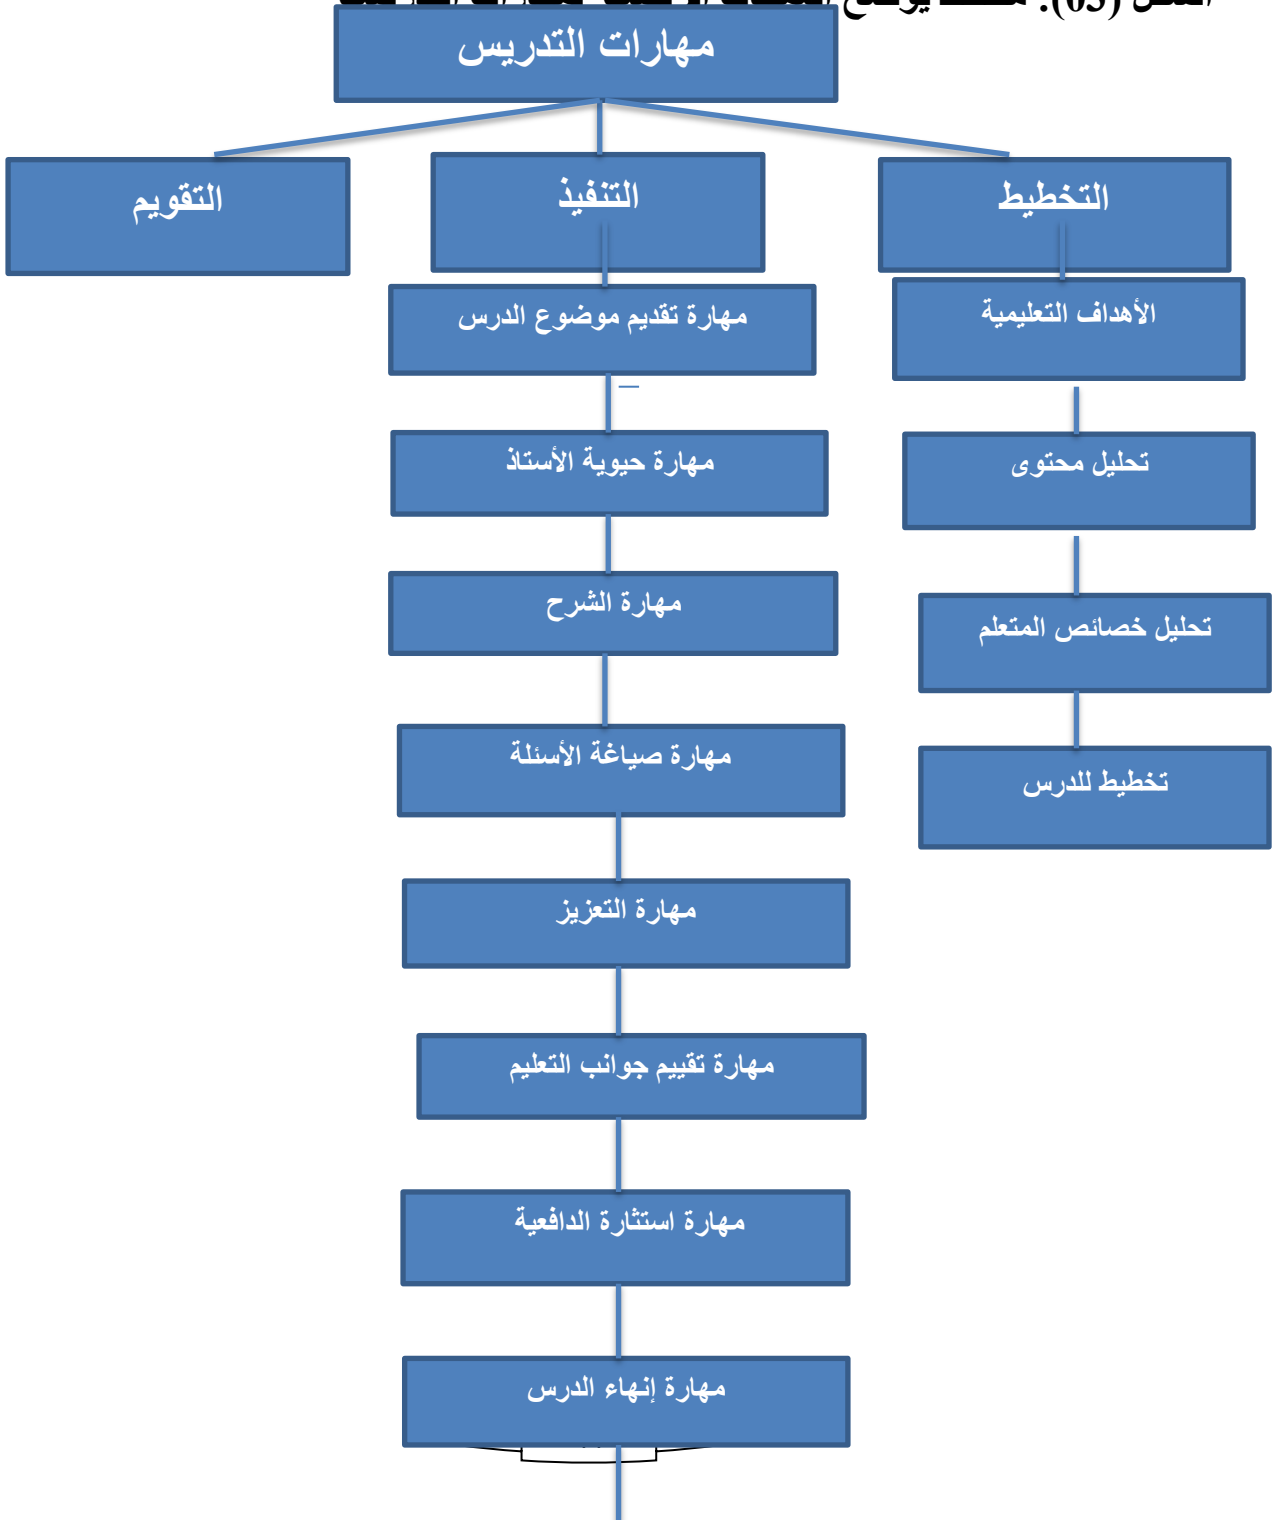 (03):
مهارات التدريس
التخطيط
التنفيذ
التقويم
الأهداف التعليمية
تحليل محتوى
تحليل خصائص المتعلم
تخطيط للدرس
مهارة تقديم موضوع الدرس
مهارة حيوية الأستاذ
مهارة الشرح
مهارة صياغة الأسئلة
مهارة التعزيز
مهارة تقييم جوانب التعليم
مهارة استثارة الدافعية
مهارة إنهاء الدرس